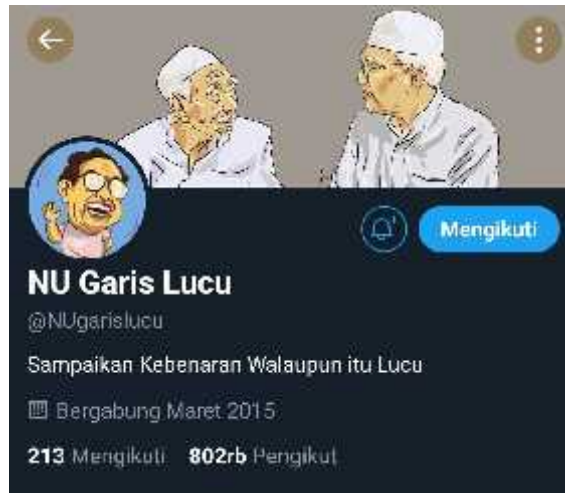 Mengikuti
NU Garis Lucu
@NUgarislucu
Sampaikan Kebenaran Walaupun itu Lucu
Bergabung Maret 2015
213 Mengikuti 802rb Pengikut